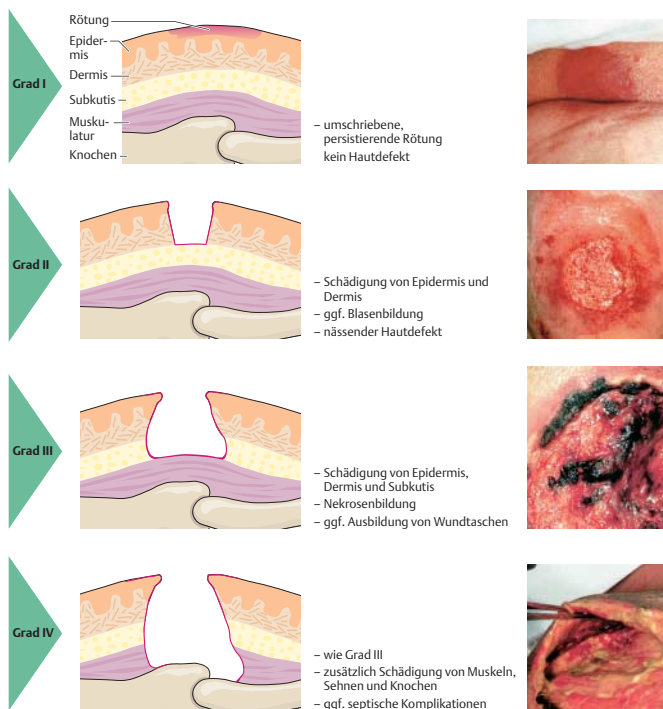 Grad I
Rötung
Epider-
mis
Dermis
Subkutis
Musku-
latur
Knochen
– umschriebene,
persistierende Rötung
kein Hautdefekt
Grad II
– Schädigung von Epidermis und
Dermis
– ggf. Blasenbildung
– nässender Hautdefekt
Grad III
– Schädigung von Epidermis,
Dermis und Subkutis
– Nekrosenbildung
– ggf. Ausbildung von Wundtaschen
Grad IV
– wie Grad III
– zusätzlich Schädigung von Muskeln,
Sehnen und Knochen
– ggf. septische Komplikationen